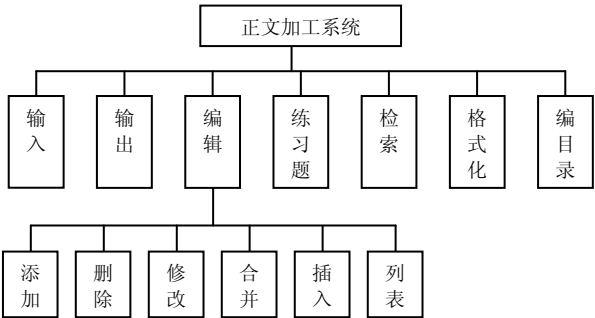 正文加工系统
输入
输出
编辑
练习题
检索
格式化
编目录
添加
删除
修改
合并
插入
列表